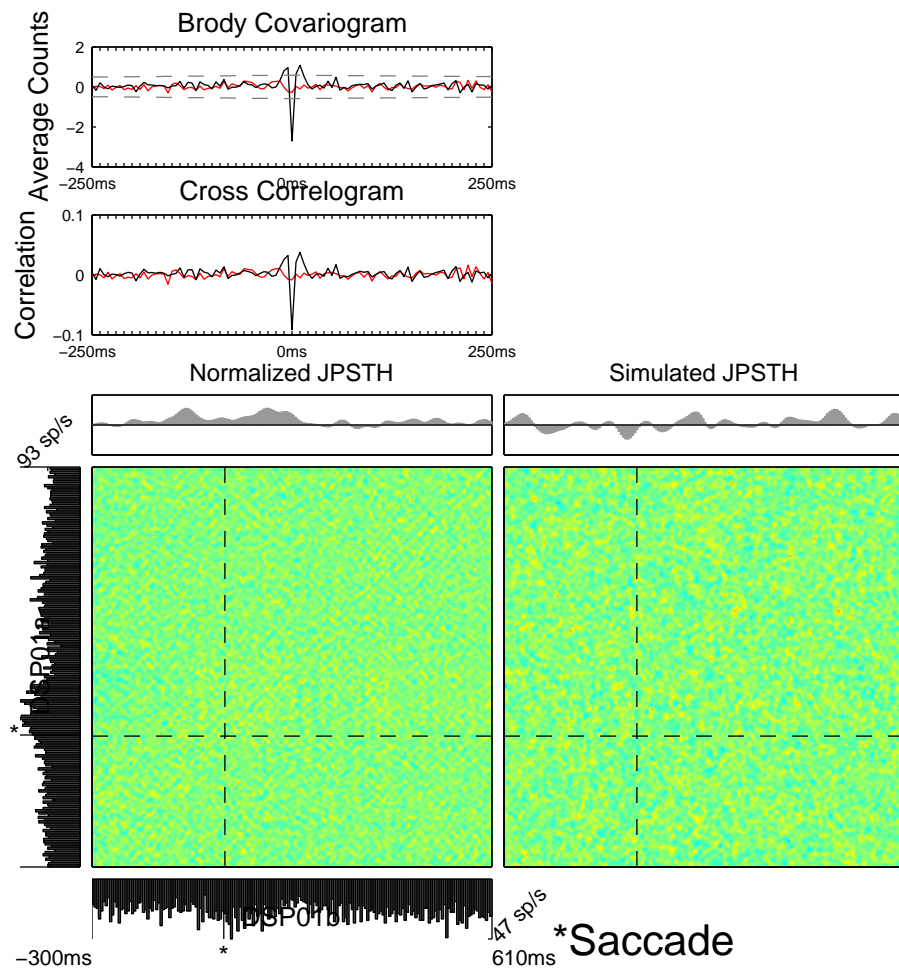 Brody Covariogram
Average Counts
2
0
−2
−4
−250ms
0ms
250ms
Cross Correlogram
Correlation
0.1
0
−0.1
−250ms
0ms
250ms
Normalized JPSTH
Simulated JPSTH
93 sp/s
DSP01a
*
DSP01b
47 sp/s
*
−300ms
610ms
*Saccade